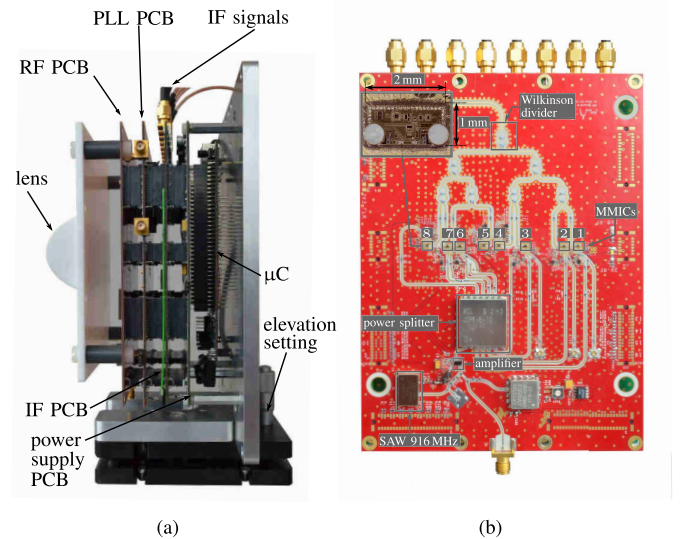 PLL PCB
IF signals
RF PCB
lens
µC
elevation
setting
IF PCB
power
supply
PCB
(a)
2 mm
1 mm
Wilkinson
divider
MMICs
8
7
6
5
4
3
2
1
power splitter
amplifier
SAW 916 MHz
(b)